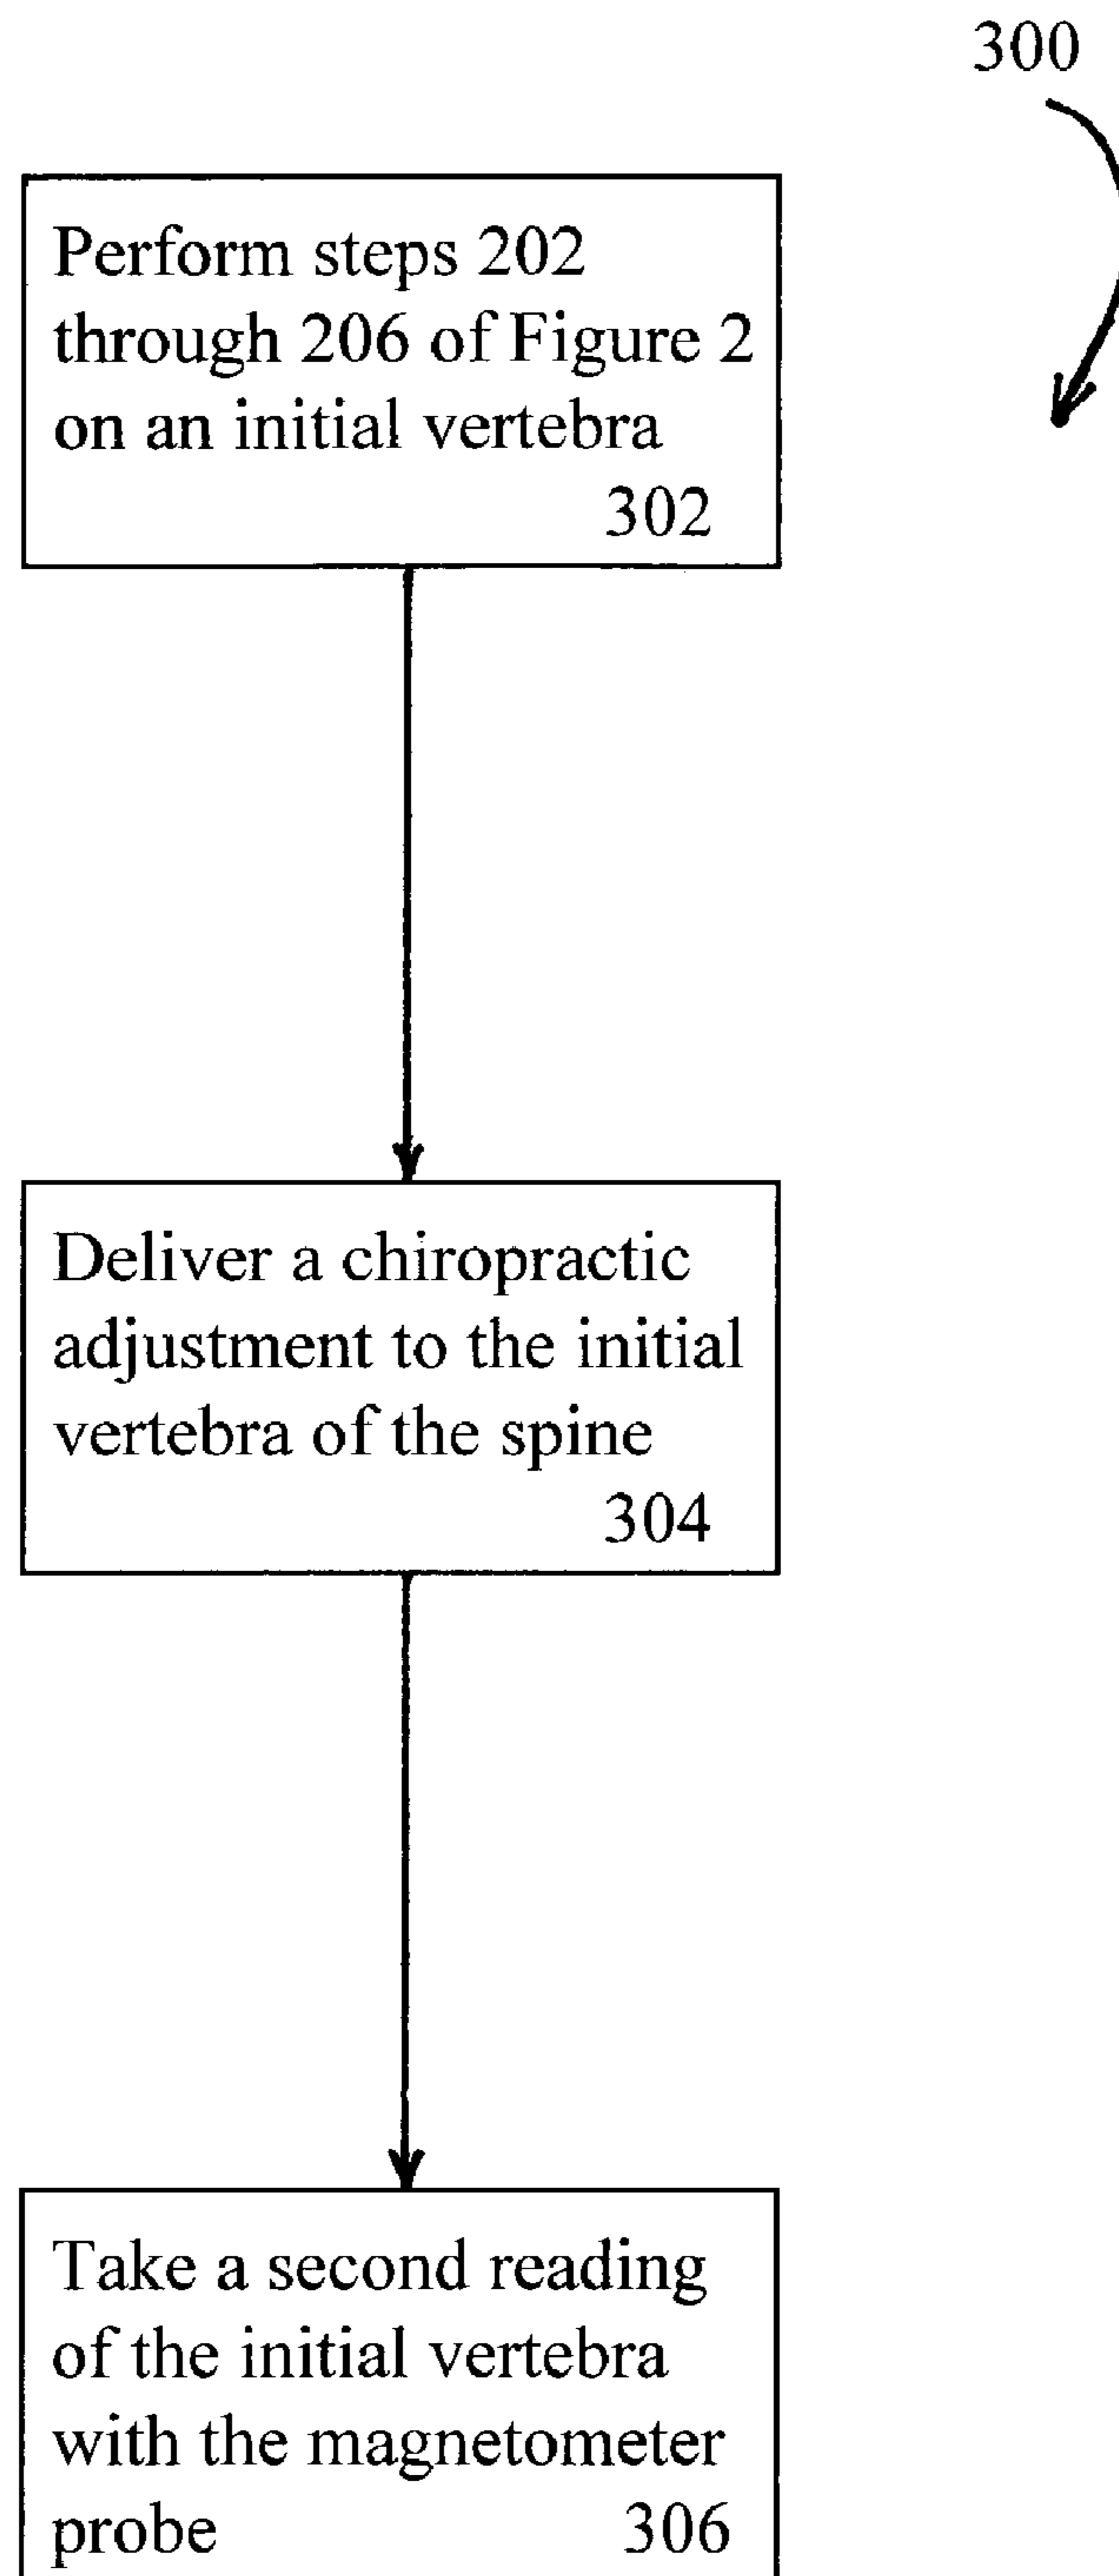 300
Perform steps 202
through 206 of Figure 2
on an initial vertebra
302
Deliver a chiropractic
adjustment to the initial
vertebra of the spine
304
Take a second reading
of the initial vertebra
with the magnetometer
probe 306